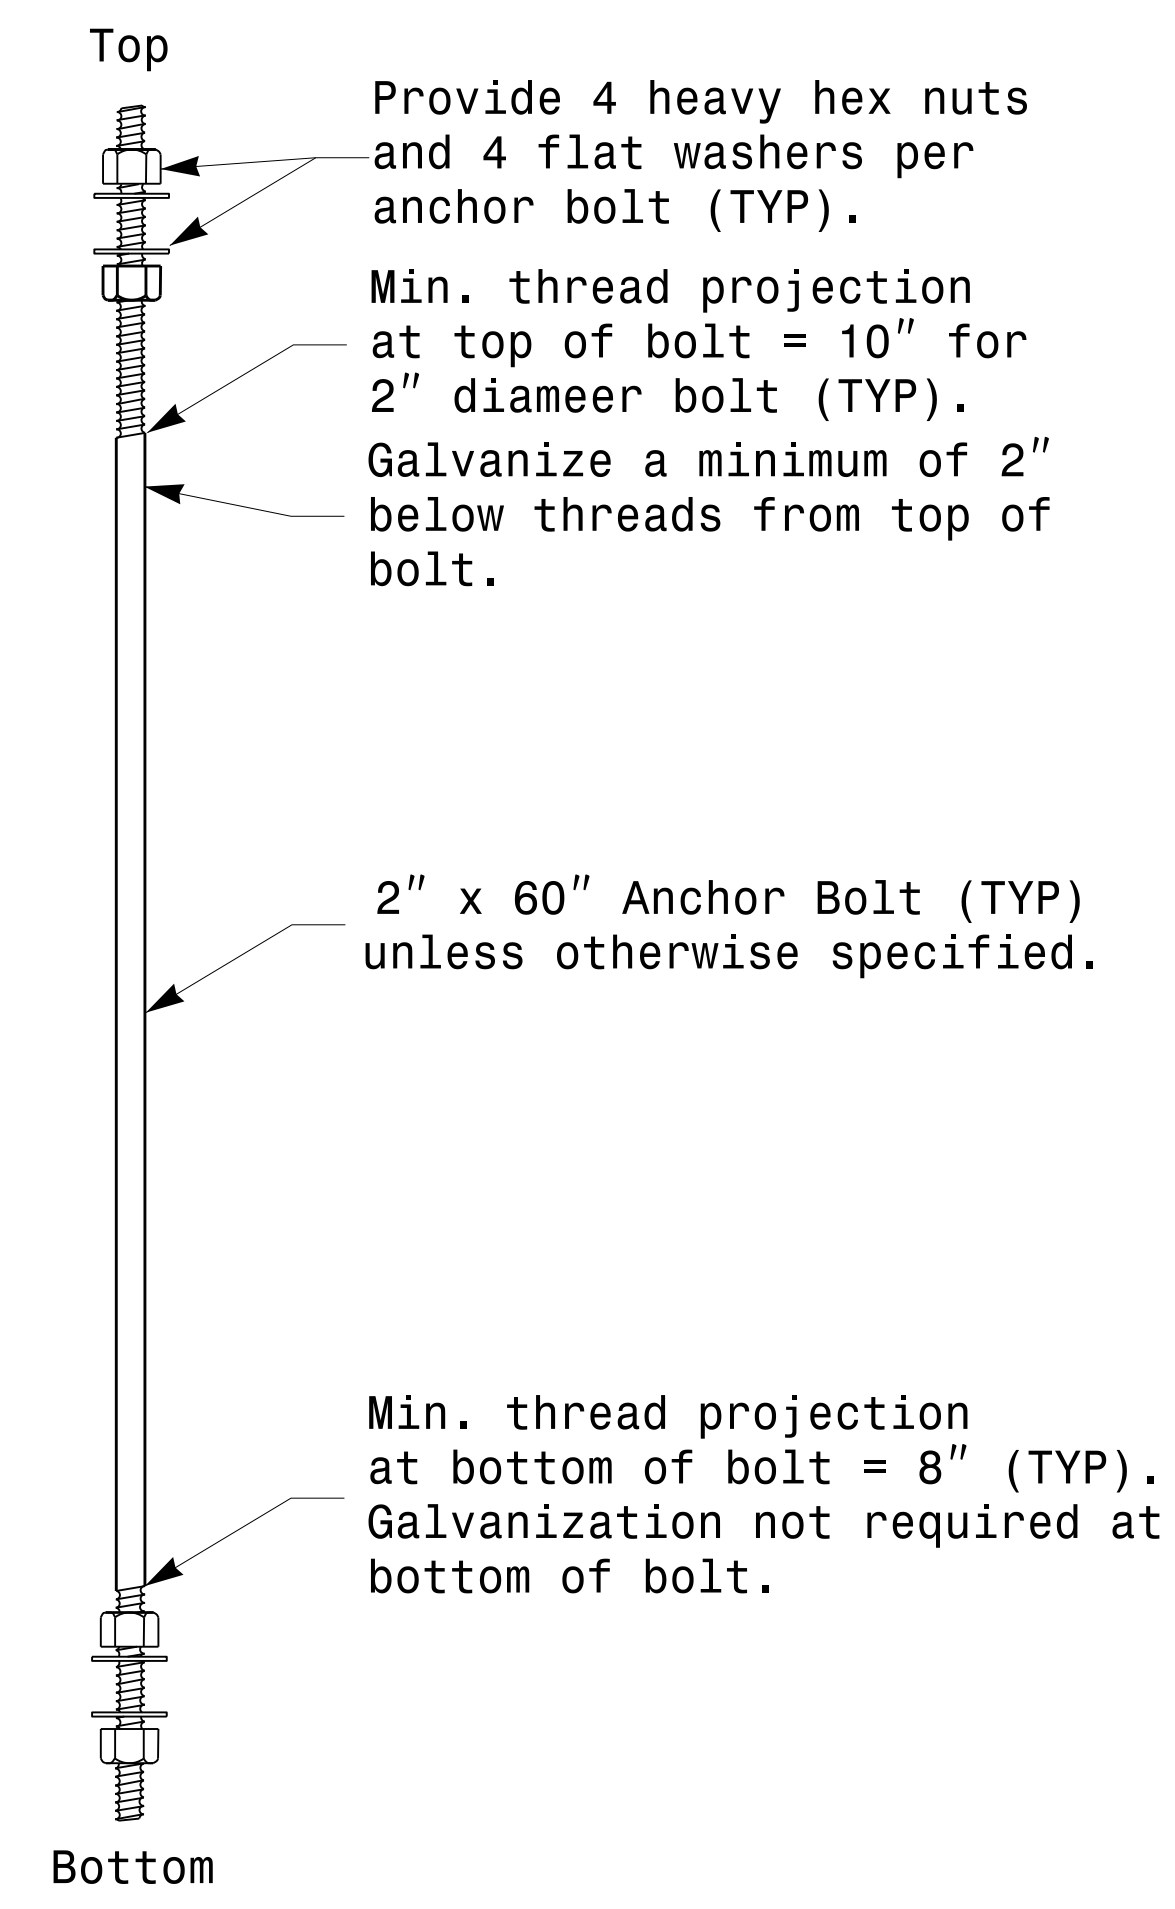 Top
Provide 4 heavy hex nuts
and 4 flat washers per
anchor bolt (TYP).
Min. thread projection
at top of bolt = 10" for
2" diameer bolt (TYP).
Galvanize a minimum of 2"
below threads from top of
bolt.
2" x 60" Anchor Bolt (TYP)
unless otherwise specified.
Min. thread projection
at bottom of bolt = 8" (TYP).
Galvanization not required at
bottom of bolt.
Bottom